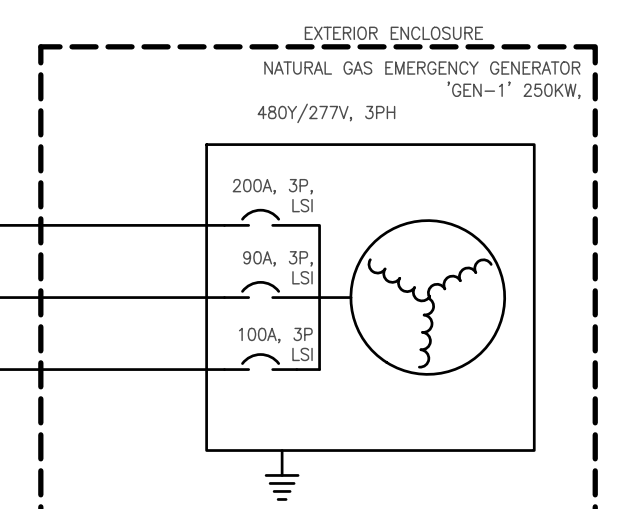 EXTERIOR ENCLOSURE
NATURAL GAS EMERGENCY GENERATOR
'GEN-1' 250KW,
480Y/277V, 3PH
200A, 3P,
LSI
90A, 3P,
LSI
100A, 3P
LSI